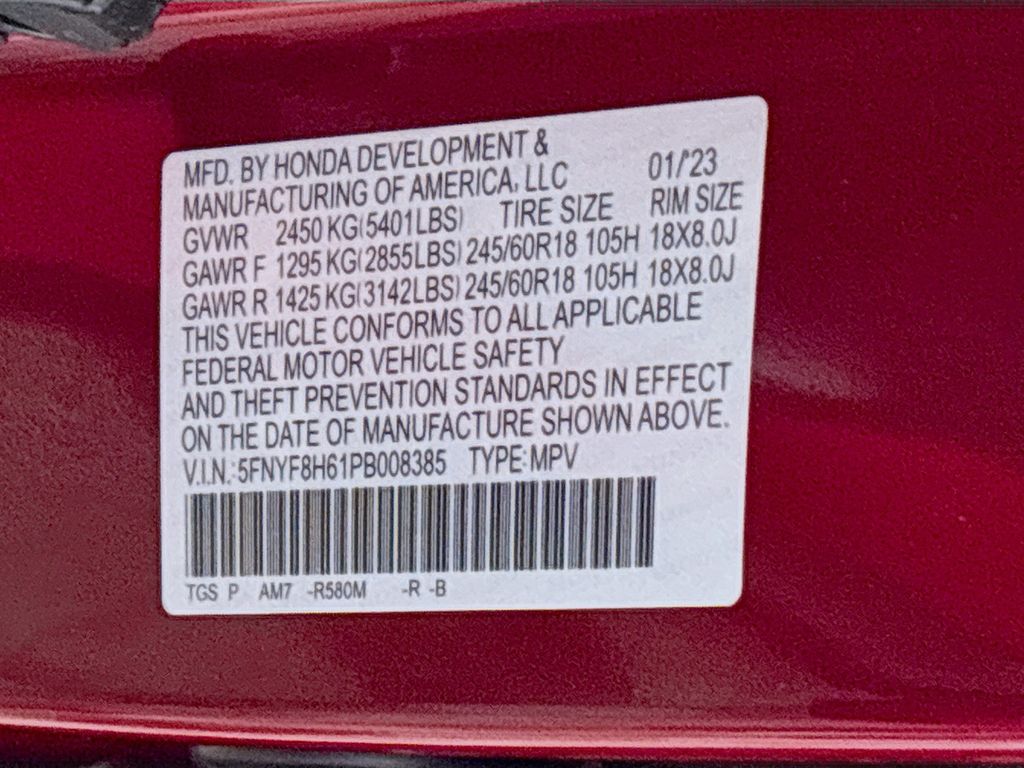 MFD. BY HONDA DEVELOPMENT &
MANUFACTURING OF AMERICA, LLC 01/'23
GVWR 2450 KG(5401LBS) TIRE SIZE RIM SIZE
GAWR F 1295 KG(2855LBS) 245/60R18 105H 18X8.0J
GAWR R 1425 KG(3142LBS) 245/60R18 105H 18X8.0J
THIS VEHICLE CONFORMS TO ALL APPLICABLE
FEDERAL MOTOR VEHICLE SAFETY
AND THEFT PREVENTION STANDARDS IN EFFECT
ON THE DATE OF MANUFACTURE SHOWN ABOVE.
V.I.N.:5FNYF8H61PB008385 TYPE:MPV
TGS P AM7 -R580M -R -B